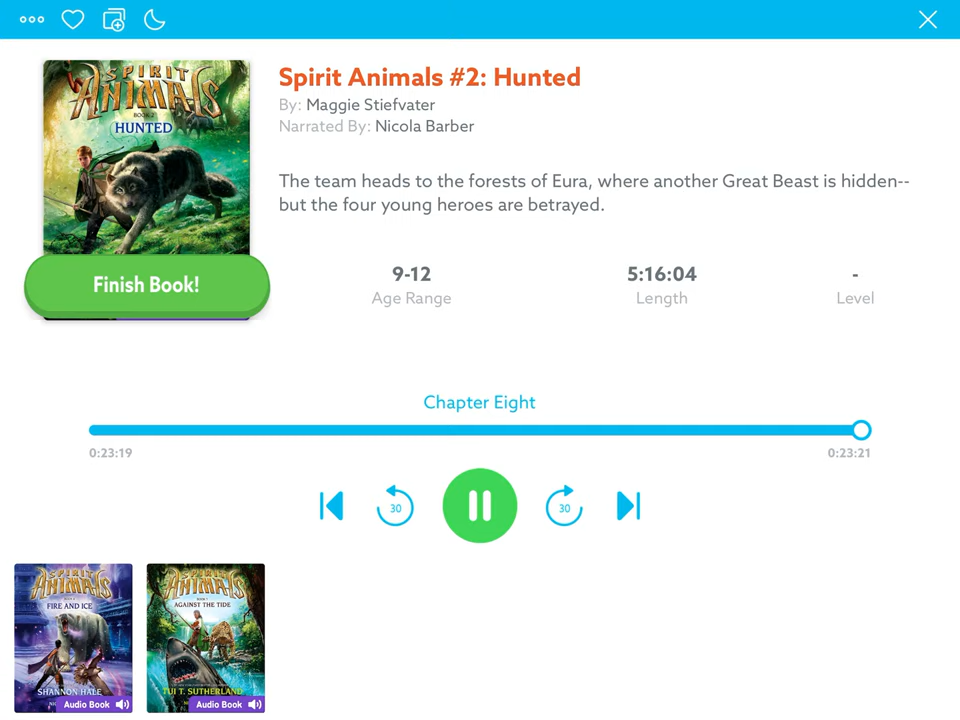 SPIRIT
ANIMALS
BOOK 2
HUNTED
Finish Book!
Spirit Animals #2: Hunted
By: Maggie Stiefvater
Narrated By: Nicola Barber
The team heads to the forests of Eura, where another Great Beast is hidden--
but the four young heroes are betrayed.
9-12
Age Range
5:16:04
Length
-
Level
Chapter Eight
0:23:19
0:23:21
30
30
SPIRIT
ANIMALS
FIRE AND ICE
SHANNON HALE
Audio Book
SPIRIT
ANIMALS
AGAINST THE TIDE
TUI T. SUTHERLAND
Audio Book